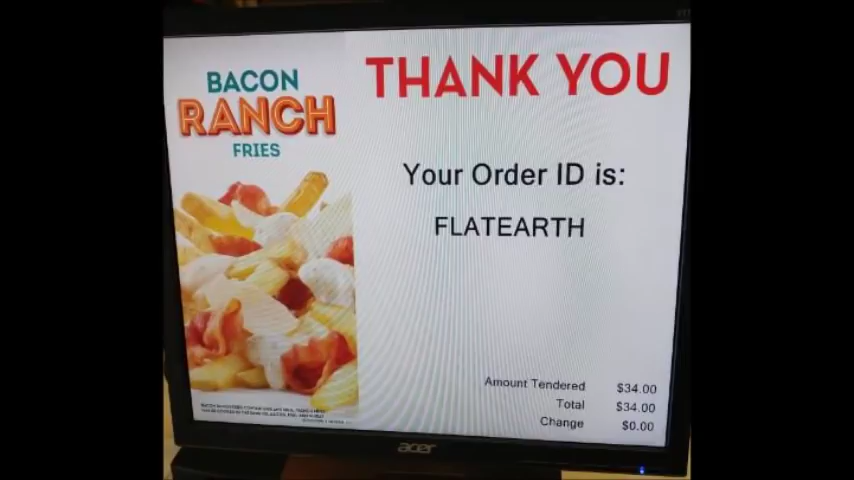 BACON
RANCH
FRIES
THANK YOU
Your Order ID is:
FLATEARTH
Amount Tendered $34.00
Total $34.00
Change $0.00
acer